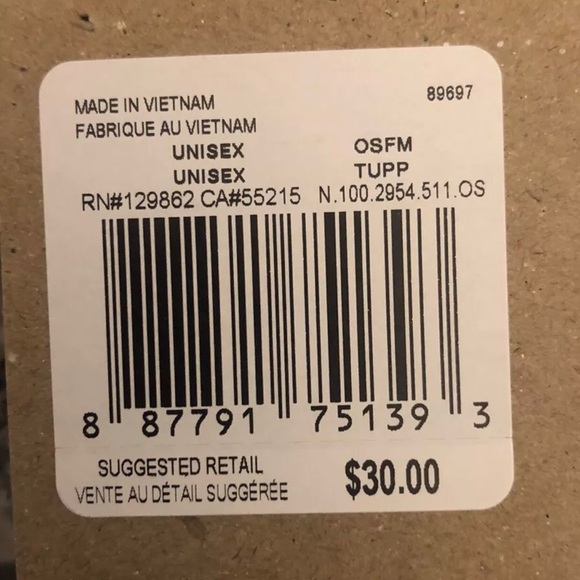 MADE IN VIETNAM 89697
FABRIQUE AU VIETNAM
UNISEX OSFM
UNISEX TUPP
RN#129862 CA#55215 N.100.2954.511.OS
8 87791 75139 3
SUGGESTED RETAIL
VENTE AU DÉTAIL SUGGÉRÉE $30.00